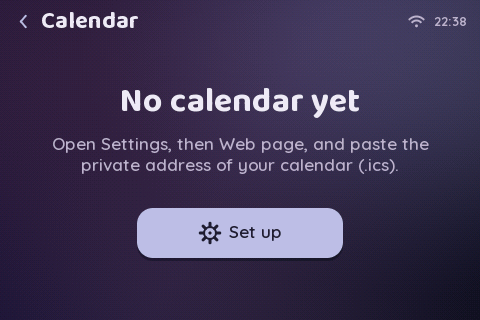 Calendar
22:38
No calendar yet
Open Settings, then Web page, and paste the
private address of your calendar (.ics).
Set up